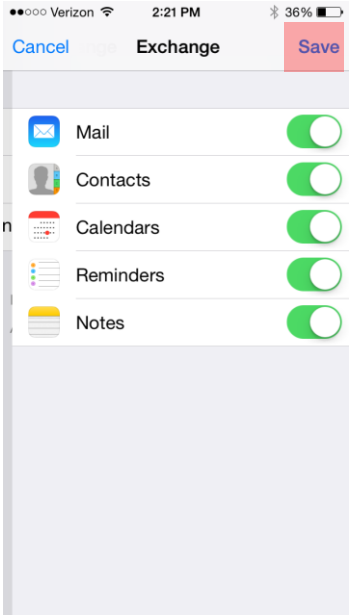 Verizon 2:21 PM 36%
Cancel Exchange Save
Mail
Contacts
Calendars
Reminders
Notes